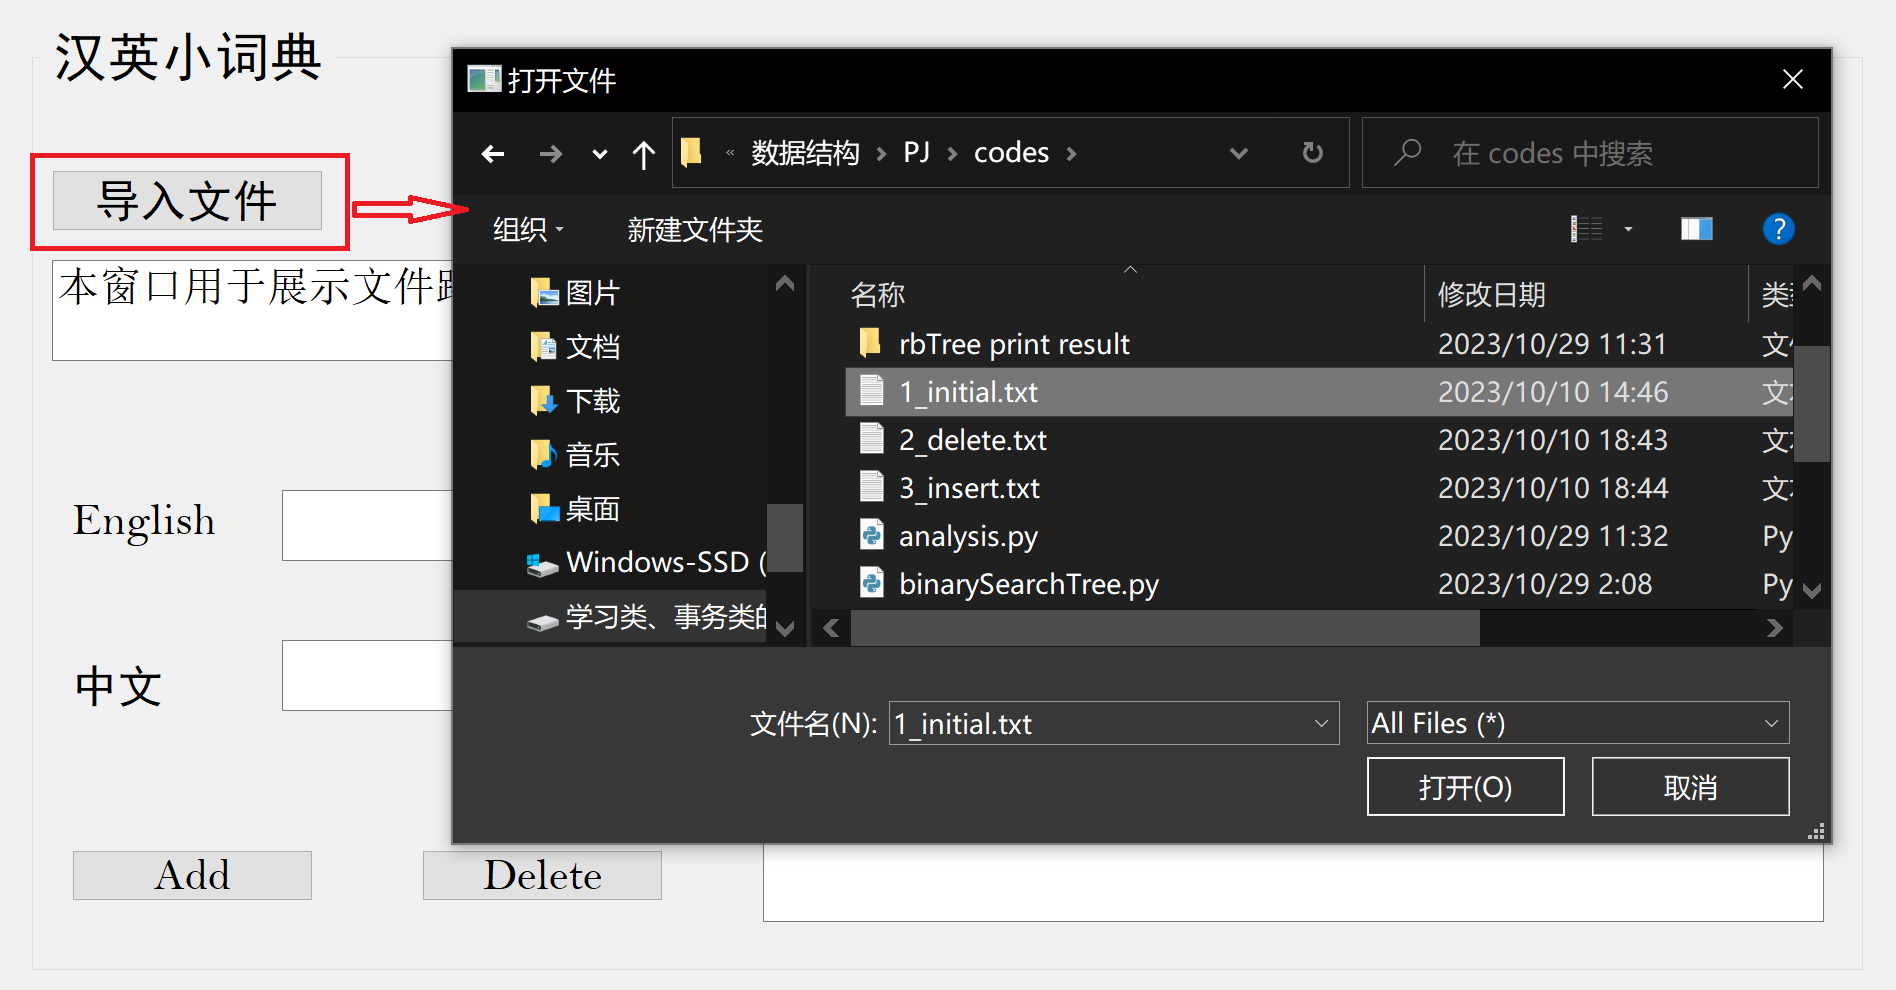 汉英小词典
导入文件
本窗口用于展示文件
English
中文
Add
Delete
打开文件
« 数据结构 > PJ > codes >
在 codes 中搜索
组织
新建文件夹
图片
文档
下载
音乐
桌面
Windows-SSD (
学习类、事务类
名称 修改日期 类
rbTree print result 2023/10/29 11:31 文
1_initial.txt 2023/10/10 14:46 文
2_delete.txt 2023/10/10 18:43 文
3_insert.txt 2023/10/10 18:44 文
analysis.py 2023/10/29 11:32 Py
binarySearchTree.py 2023/10/29 2:08 Py
文件名(N): 1_initial.txt All Files (*)
打开(O) 取消